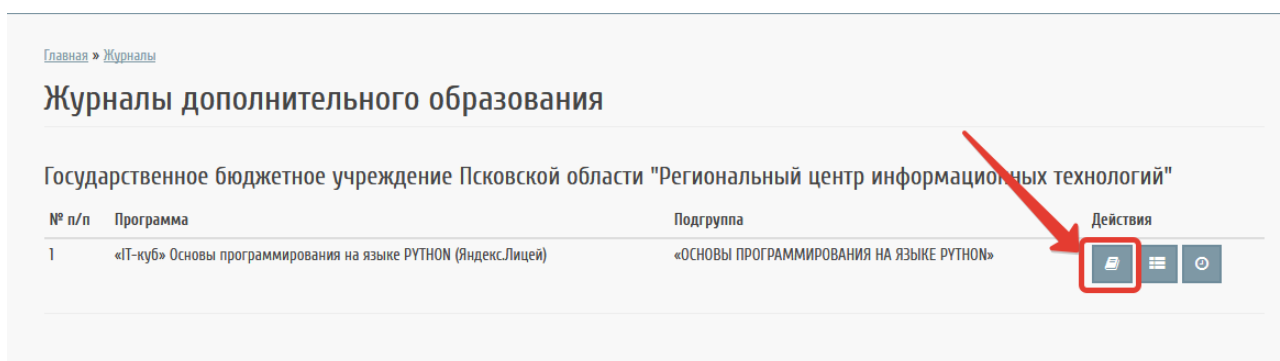 Главная » Журналы
Журналы дополнительного образования
Государственное бюджетное учреждение Псковской области "Региональный центр информационных технологий"
№ п/п Программа Подгруппа Действия
1 «IT-куб» Основы программирования на языке PYTHON (Яндекс.Лицей) «ОСНОВЫ ПРОГРАММИРОВАНИЯ НА ЯЗЫКЕ PYTHON»